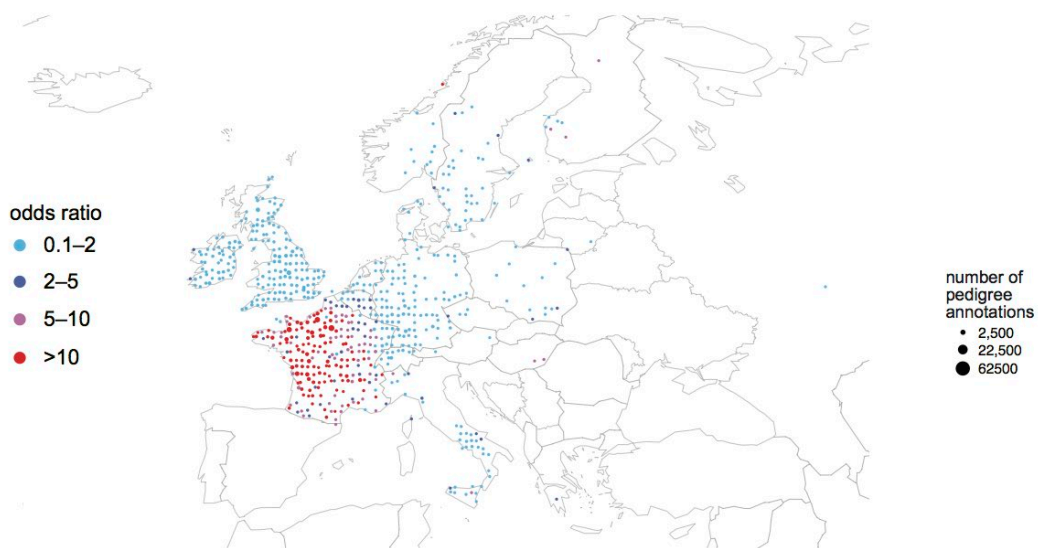 odds ratio
0.1–2
2–5
5–10
>10
number of
pedigree
annotations
2,500
22,500
62500